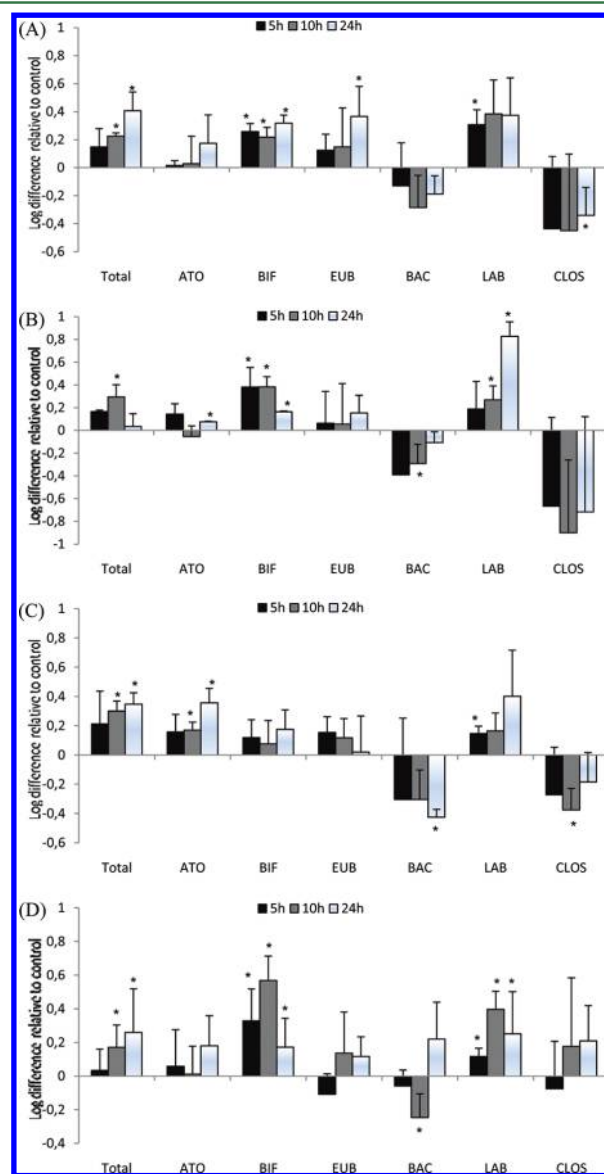 (A)
5h 10h 24h
Log difference relative to control
1
0,8
0,6
0,4
0,2
0
-0,2
-0,4
-0,6
* * * * * * * *
Total ATO BIF EUB BAC LAB CLOS
(B)
5h 10h 24h
Log difference relative to control
1
0,8
0,6
0,4
0,2
0
-0,2
-0,4
-0,6
-0,8
-1
* * * * * * * *
Total ATO BIF EUB BAC LAB CLOS
(C)
5h 10h 24h
Log difference relative to control
1
0,8
0,6
0,4
0,2
0
-0,2
-0,4
-0,6
* * * * * * *
Total ATO BIF EUB BAC LAB CLOS
(D)
5h 10h 24h
Log difference relative to control
1
0,8
0,6
0,4
0,2
0
-0,2
-0,4
* * * * * * * * *
Total ATO BIF EUB BAC LAB CLOS